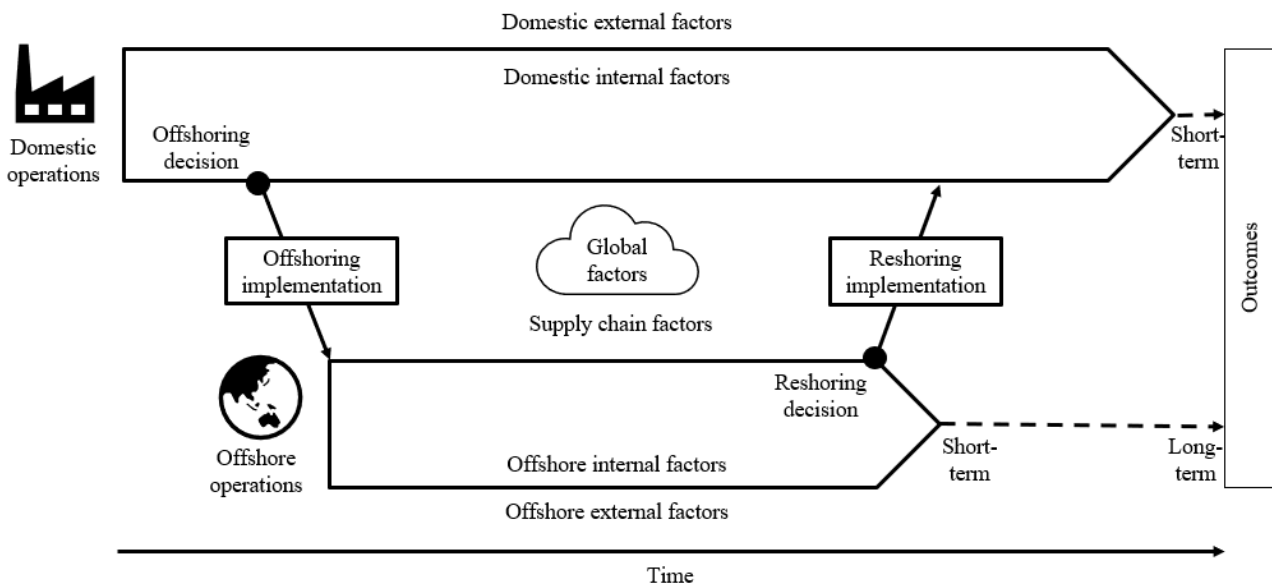 Domestic external factors
Domestic internal factors
Domestic
operations
Offshoring
decision
Short-
term
Offshoring
implementation
Global
factors
Reshoring
implementation
Outcomes
Supply chain factors
Reshoring
decision
Offshore
operations
Offshore internal factors
Short-
term
Long-
term
Offshore external factors
Time